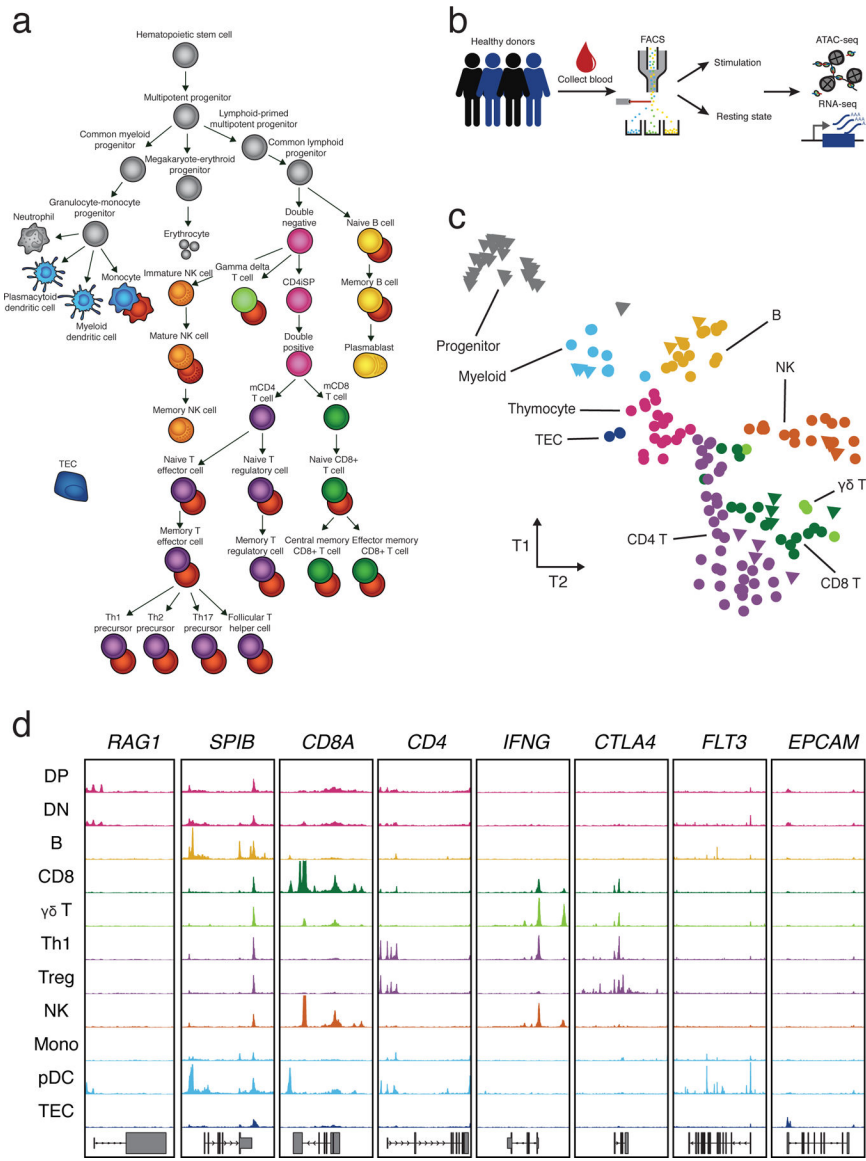 a
Hematopoietic stem cell
Multipotent progenitor
Common myeloid
progenitor
Lymphoid-primed
multipotent progenitor
Megakaryote-erythroid
progenitor
Common lymphoid
progenitor
Granulocyte-monocyte
progenitor
Neutrophil
Erythrocyte
Double
negative
Naive B cell
Plasmacytoid
dendritic cell
Myeloid
dendritic cell
Monocyte
Immature NK cell
Gamma delta
T cell
CD4iSP
Memory B cell
Mature NK cell
Double
positive
Plasmablast
Memory NK cell
mCD4
T cell
mCD8
T cell
TEC
Naive T
effector cell
Naive T
regulatory cell
Naive CD8+
T cell
Memory T
effector cell
Memory T
regulatory cell
Central memory
CD8+ T cell
Effector memory
CD8+ T cell
Th1
precursor
Th2
precursor
Th17
precursor
Follicular T
helper cell
b
Healthy donors
Collect blood
FACS
Stimulation
Resting state
ATAC-seq
RNA-seq
AAA
AAA
c
Progenitor
Myeloid
B
NK
Thymocyte
TEC
γδ T
CD4 T
CD8 T
T1
T2
d
RAG1 SPIB CD8A CD4 IFNG CTLA4 FLT3 EPCAM
DP
DN
B
CD8
γδ T
Th1
Treg
NK
Mono
pDC
TEC